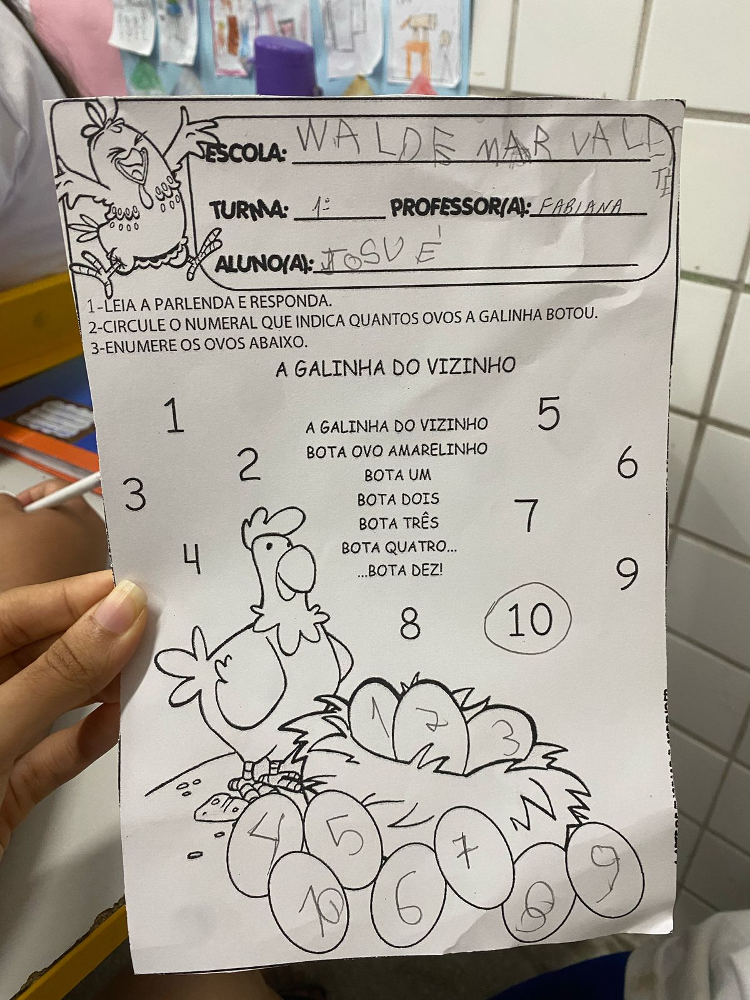 ESCOLA: WALDEMAR VALE
TE
TURMA: 1º PROFESSOR(A): FABIANA
ALUNO(A): JOSUÉ
1-LEIA A PARLENDA E RESPONDA.
2-CIRCULE O NUMERAL QUE INDICA QUANTOS OVOS A GALINHA BOTOU.
3-ENUMERE OS OVOS ABAIXO.
A GALINHA DO VIZINHO
1
5
A GALINHA DO VIZINHO
2
BOTA OVO AMARELINHO
6
BOTA UM
3
BOTA DOIS
7
BOTA TRÊS
BOTA QUATRO...
4
...BOTA DEZ!
9
8
10
1 2 3
4 5 7 9
10 6 8